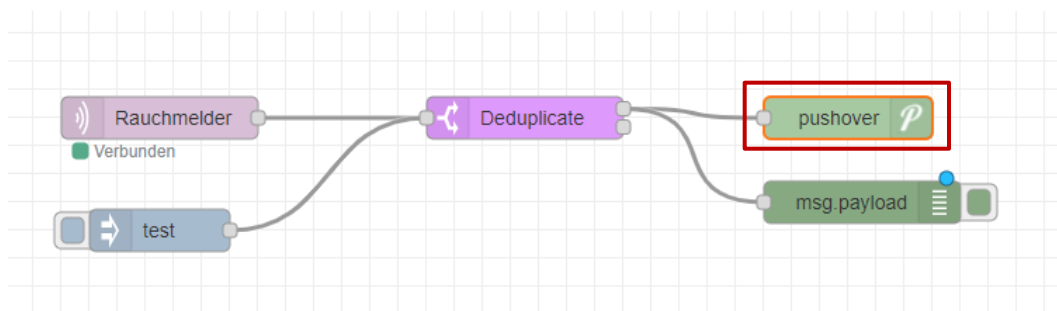 Rauchmelder
Deduplicate
pushover
Verbunden
msg.payload
test